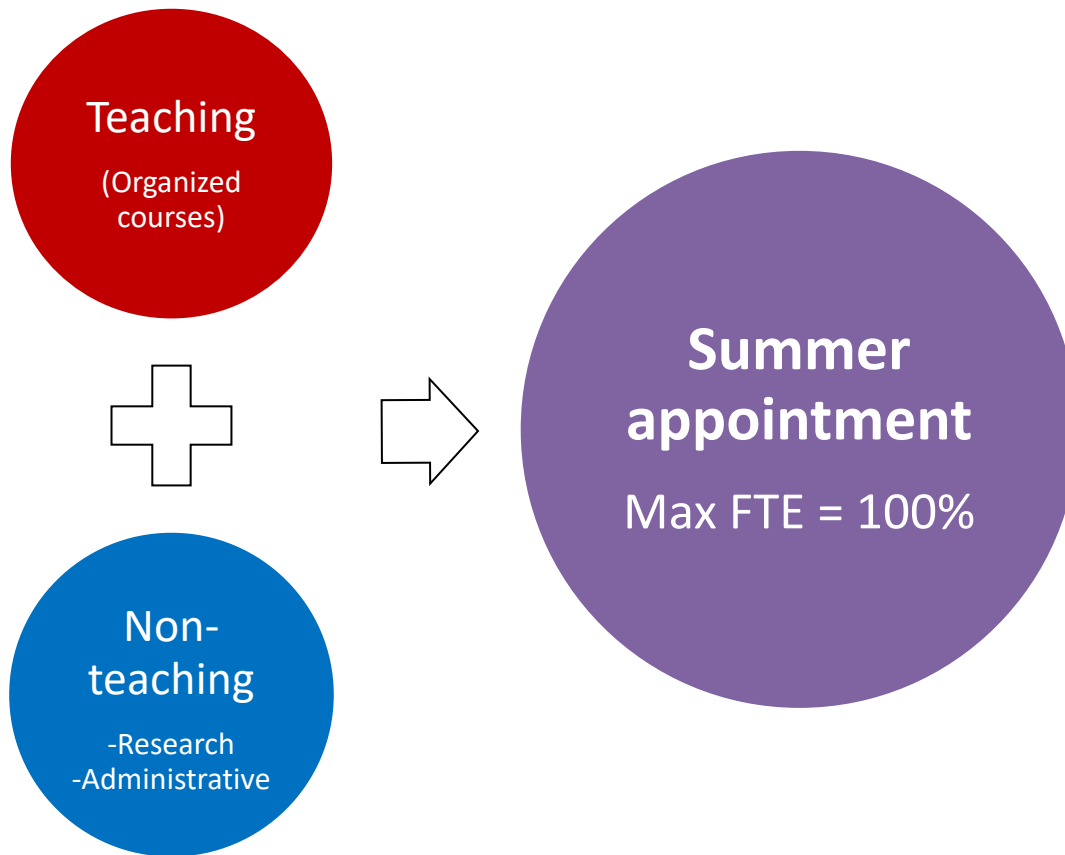 Teaching
(Organized
courses)
Non-
teaching
-Research
-Administrative
Summer
appointment
Max FTE = 100%